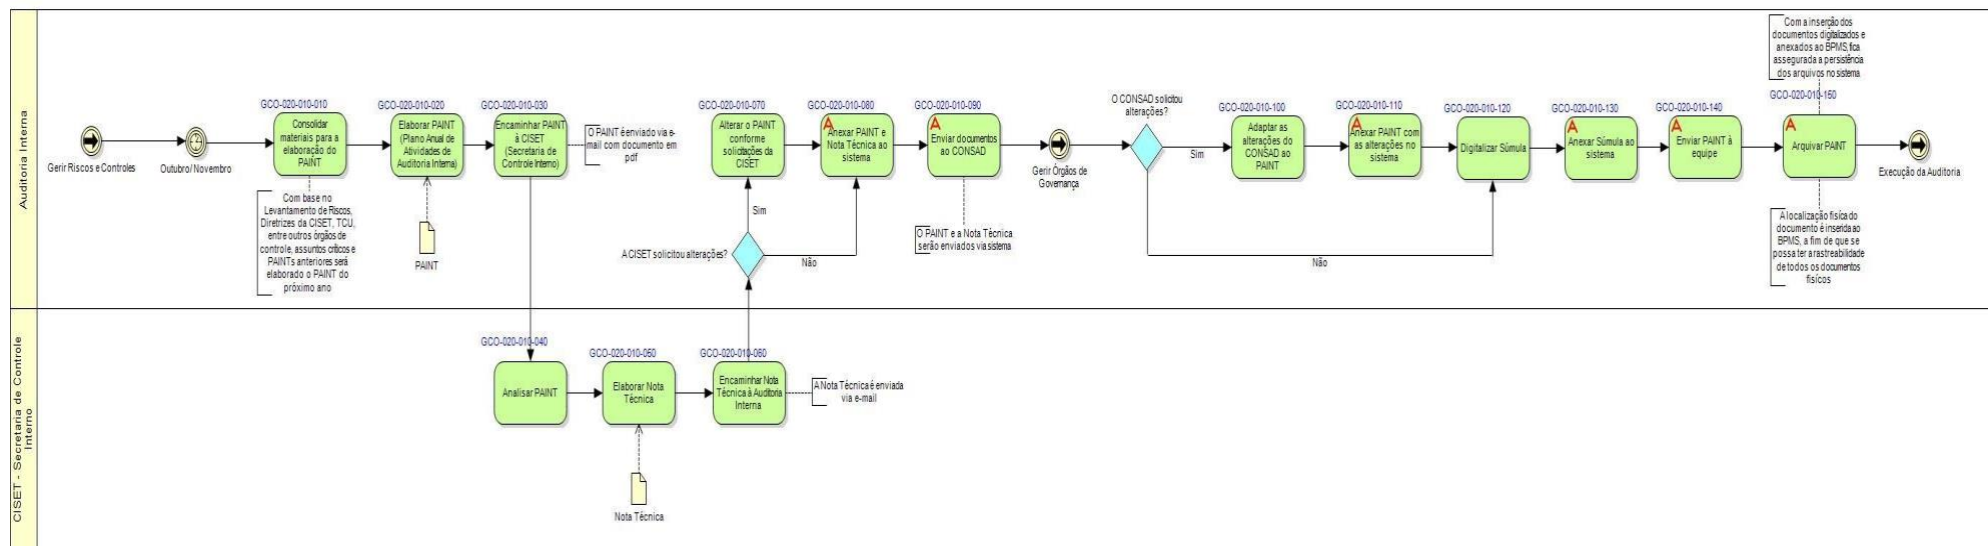 Auditoria Interna
Gerir Riscos e Controles
Outubro/ Novembro
GCO-020-010-010
Consolidar
materiais para a
elaboração do
PAINT
Com base no
Levantamento de Riscos,
Diretrizes da CISET, TCU,
entre outros órgãos de
controle, assuntos críticos e
PAINTs anteriores será
elaborado o PAINT do
próximo ano
GCO-020-010-020
Elaborar PAINT
(Plano Anual de
Atividades de
Auditoria Interna)
PAINT
GCO-020-010-030
Encaminhar PAINT
à CISET
(Secretaria de
Controle Interno)
O PAINT é enviado via e-
mail com documento em
pdf
GCO-020-010-070
Alterar o PAINT
conforme
solicitações da
CISET
Sim
A CISET solicitou alterações?
Não
GCO-020-010-080
A
Anexar PAINT e
Nota Técnica ao
sistema
GCO-020-010-090
A
Enviar documentos
ao CONSAD
O PAINT e a Nota Técnica
serão enviados via sistema
Gerir Órgãos de
Governança
O CONSAD solicitou
alterações?
Sim
Não
GCO-020-010-100
Adaptar as
alterações do
CONSAD ao
PAINT
GCO-020-010-110
A
Anexar PAINT com
as alterações no
sistema
GCO-020-010-120
Digitalizar Súmula
GCO-020-010-130
A
Anexar Súmula ao
sistema
GCO-020-010-140
A
Enviar PAINT à
equipe
Com a inserção dos
documentos digitalizados e
anexados ao BPMS, fica
assegurada a persistência
dos arquivos no sistema
GCO-020-010-150
A
Arquivar PAINT
A localização física do
documento é inserida ao
BPMS, a fim de que se
possa ter a rastreabilidade
de todos os documentos
fisícos
Execução da Auditoria
CISET - Secretaria de Controle
Interno
GCO-020-010-040
Analisar PAINT
GCO-020-010-050
Elaborar Nota
Técnica
Nota Técnica
GCO-020-010-060
Encaminhar Nota
Técnica à Auditoria
Interna
A Nota Técnica é enviada
via e-mail